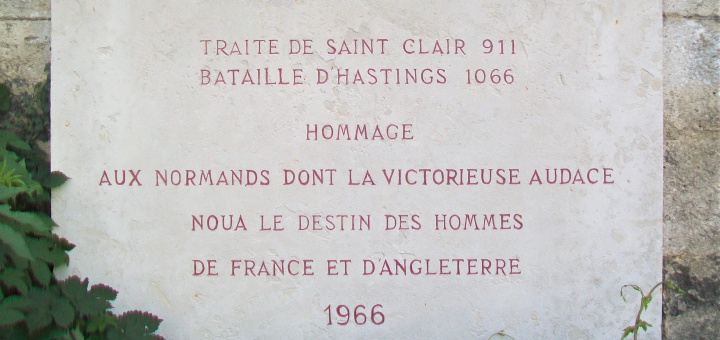 TRAITE DE SAINT CLAIR 911
BATAILLE D'HASTINGS 1066
HOMMAGE
AUX NORMANDS DONT LA VICTORIEUSE AUDACE
NOUA LE DESTIN DES HOMMES
DE FRANCE ET D'ANGLETERRE
1966